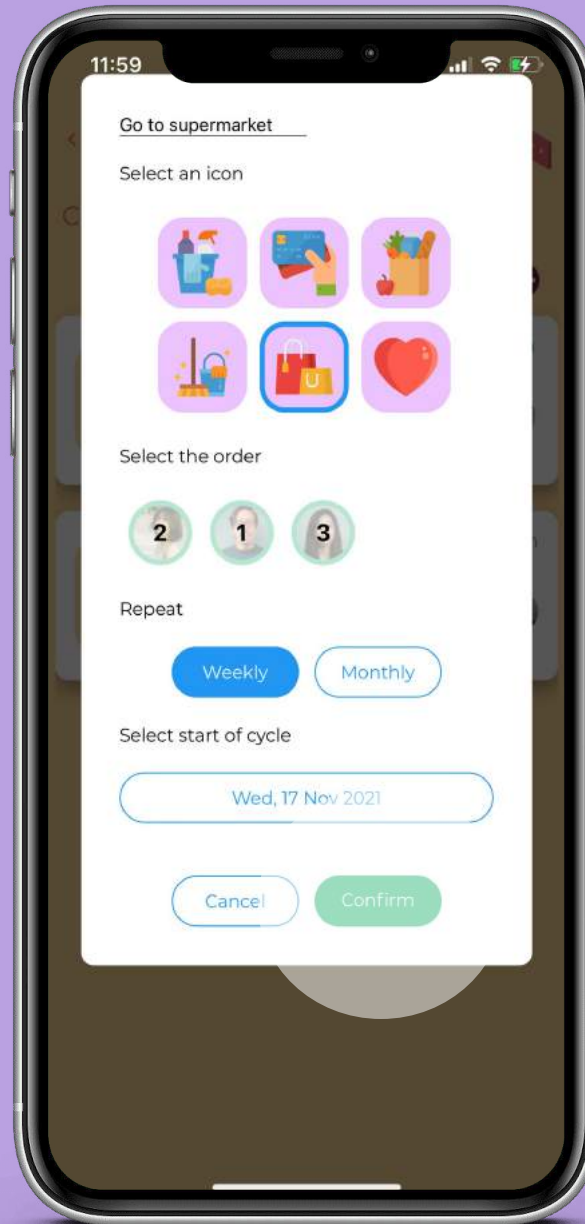 11:59
Go to supermarket
Select an icon
Select the order
2 1 3
Repeat
Weekly Monthly
Select start of cycle
Wed, 17 Nov 2021
Cancel Confirm